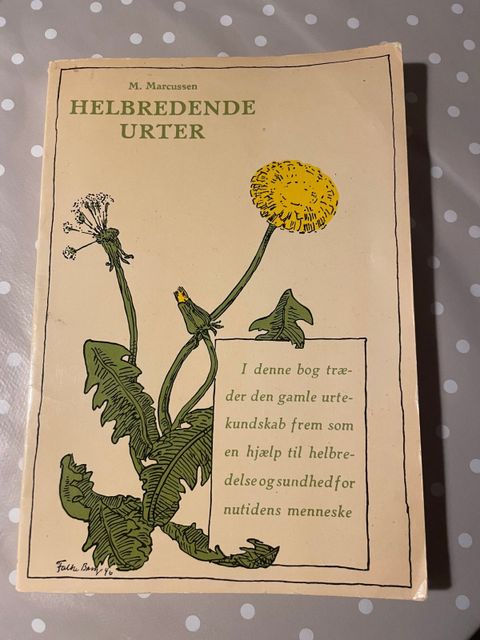 M. Marcussen
HELBREDENDE
URTER
I denne bog træ-
der den gamle urte-
kundskab frem som
en hjælp til helbre-
delse og sundhed for
nutidens menneske